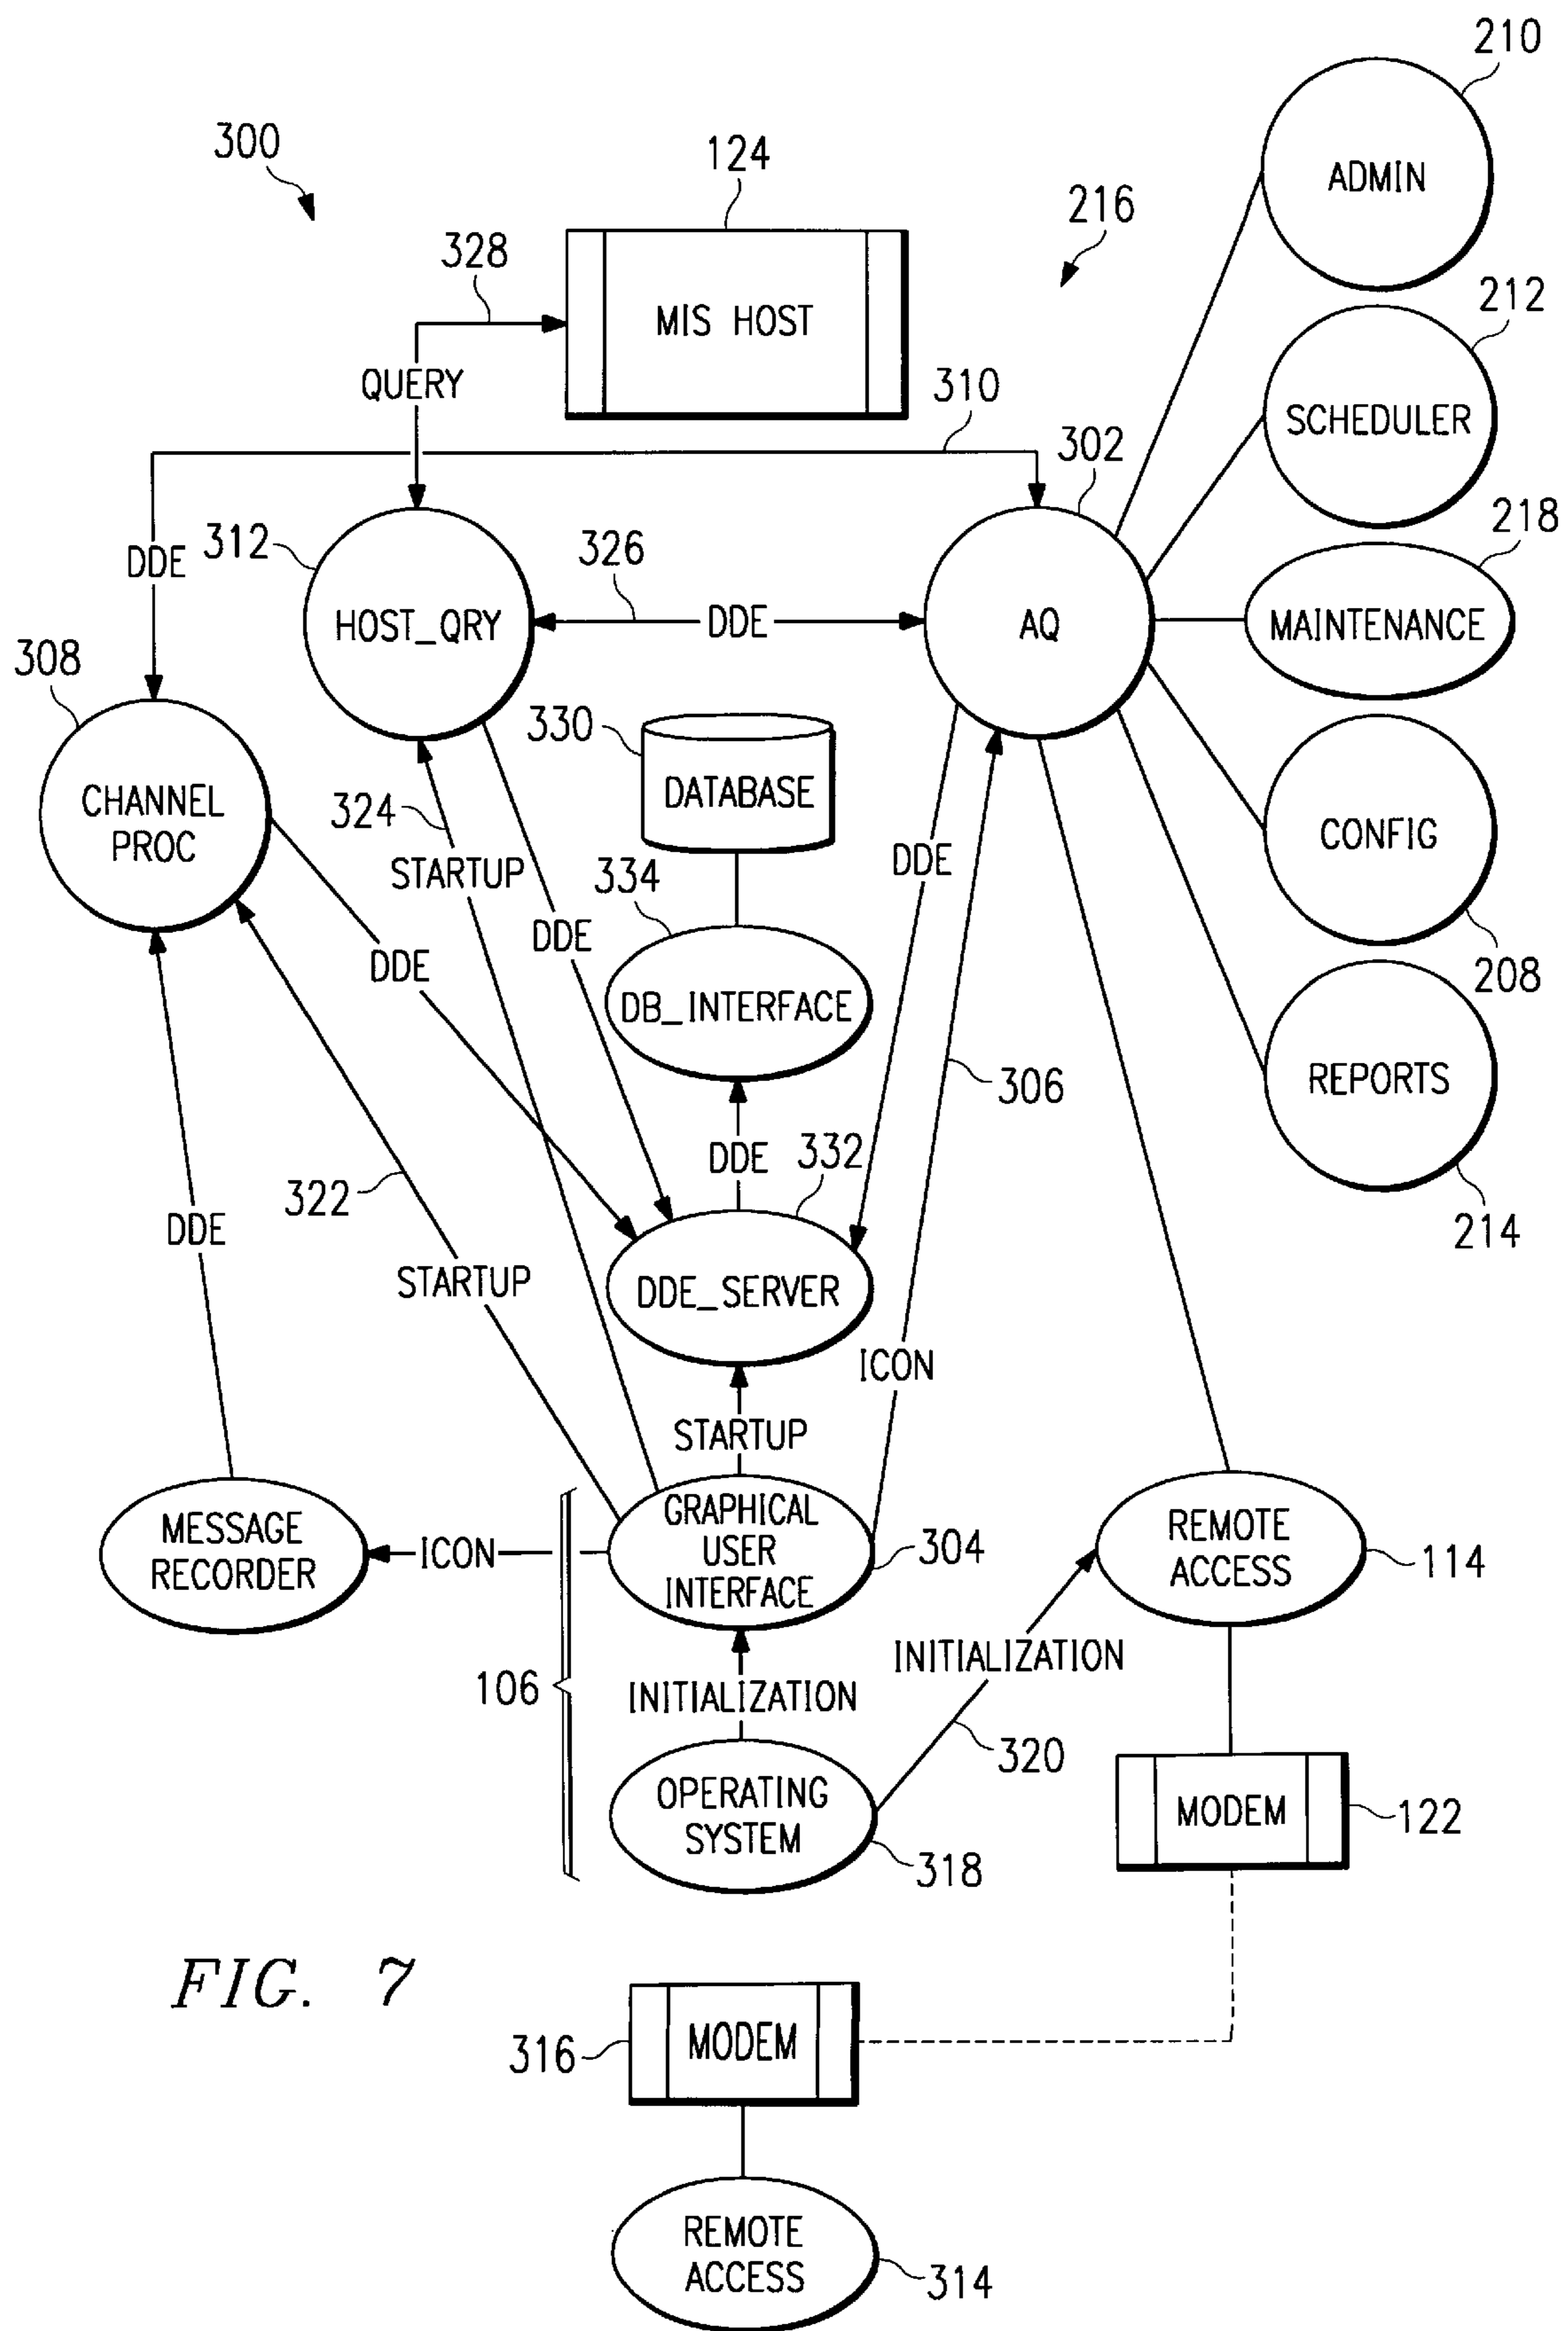 210
300
124
ADMIN
216
328
MIS HOST
212
QUERY
310
SCHEDULER
302
DDE
312
326
218
HOST_QRY
DDE
AQ
MAINTENANCE
308
330
CHANNEL
PROC
324
DATABASE
CONFIG
STARTUP
334
DDE
DDE
DDE
208
DB_INTERFACE
306
REPORTS
DDE
332
322
DDE
214
STARTUP
DDE_SERVER
ICON
STARTUP
MESSAGE
RECORDER
ICON
GRAPHICAL
USER
INTERFACE
304
REMOTE
ACCESS
114
106
INITIALIZATION
INITIALIZATION
320
OPERATING
SYSTEM
318
MODEM
122
FIG. 7
316
MODEM
REMOTE
ACCESS
314